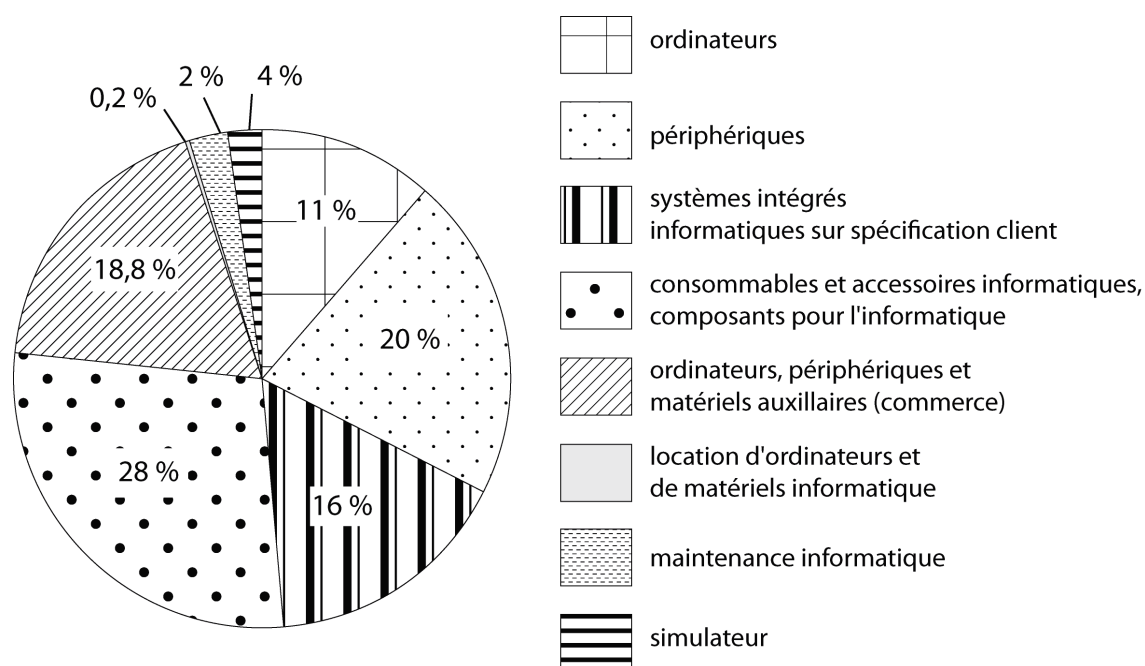 0,2 %
2 %
4 %
11 %
20 %
16 %
28 %
18,8 %
ordinateurs
périphériques
systèmes intégrés
informatiques sur spécification client
consommables et accessoires informatiques,
composants pour l'informatique
ordinateurs, périphériques et
matériels auxillaires (commerce)
location d'ordinateurs et
de matériels informatique
maintenance informatique
simulateur